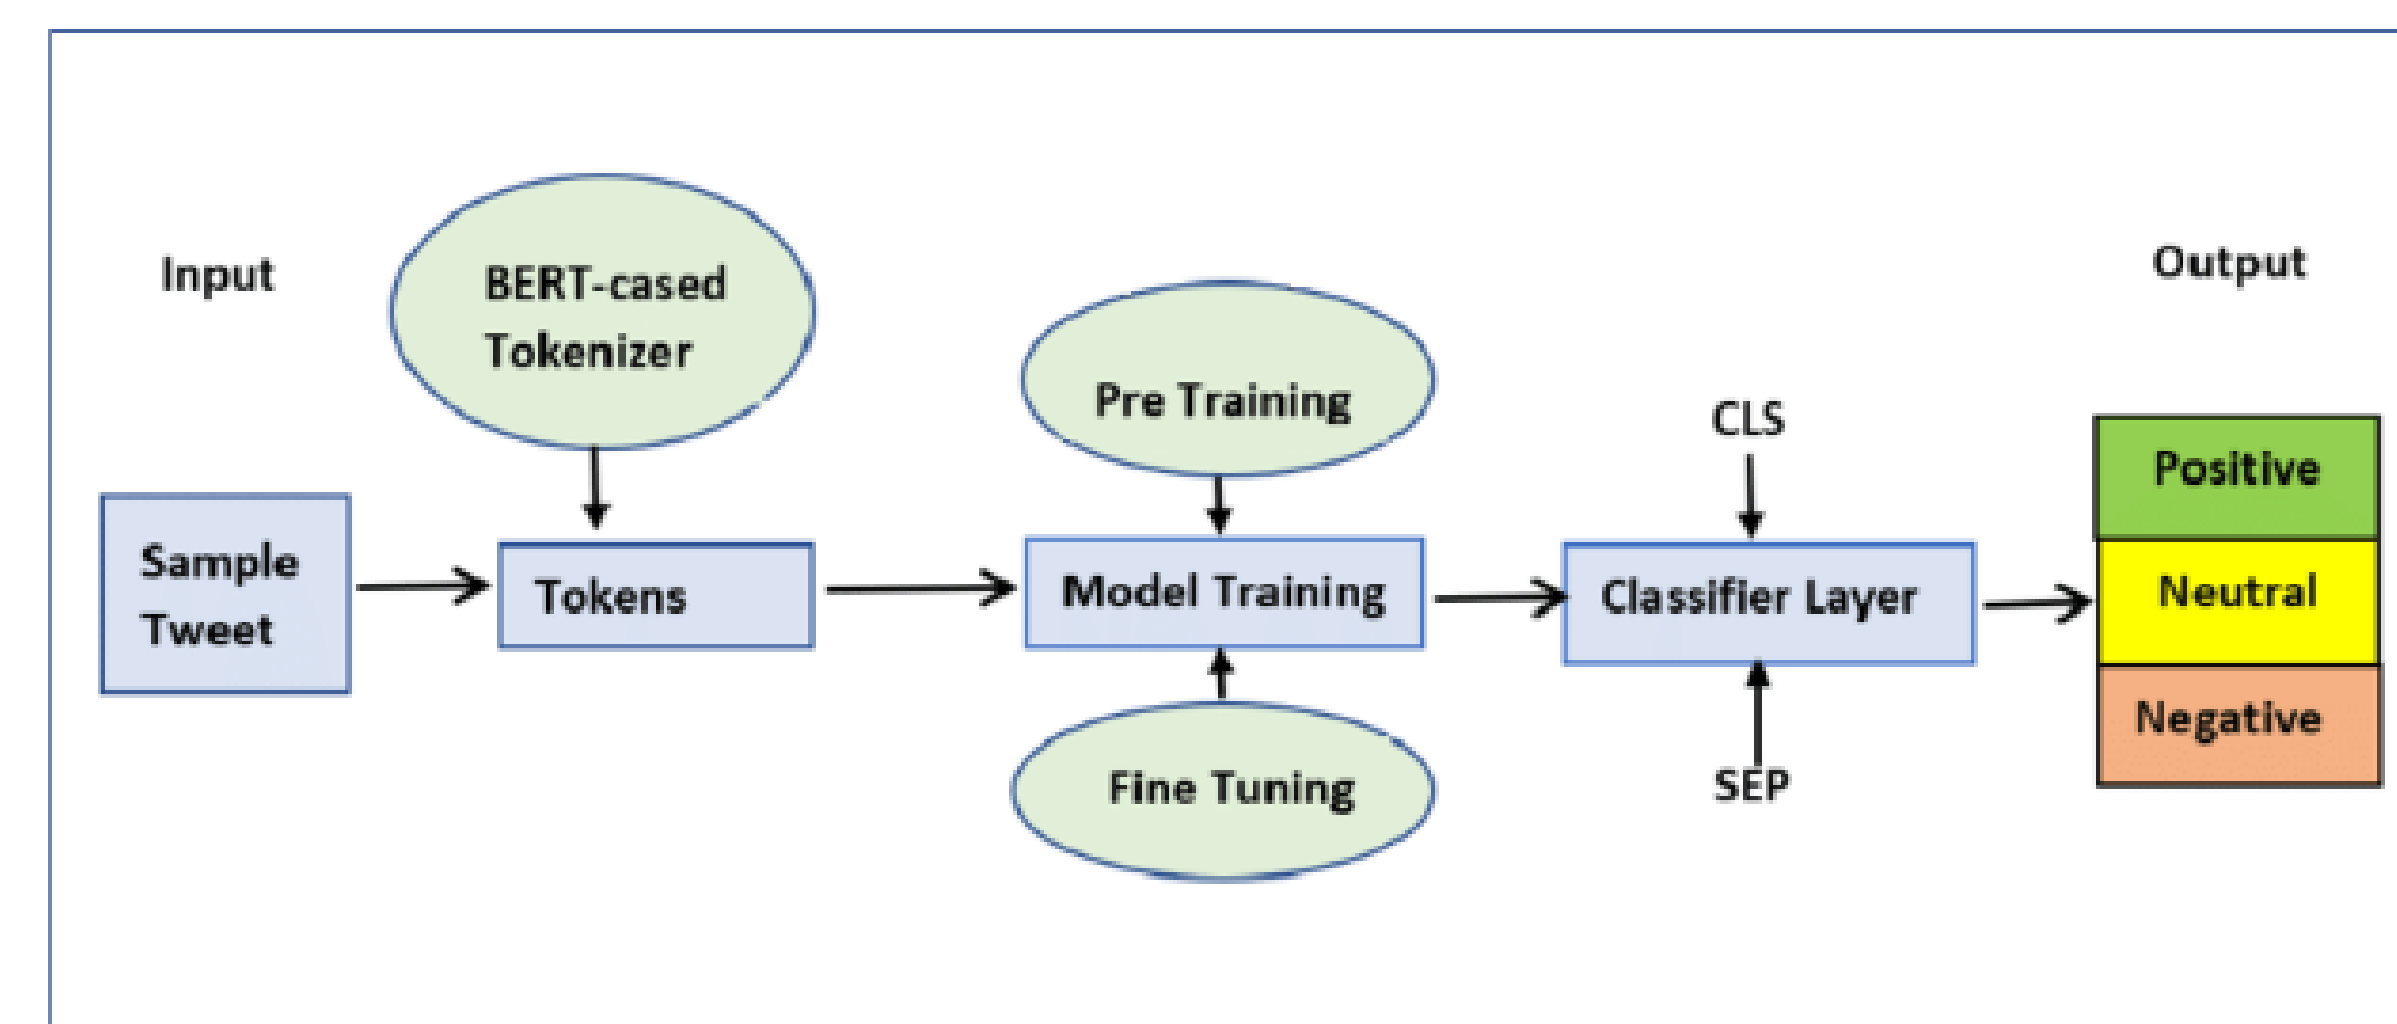 Input
BERT-cased
Tokenizer
Sample
Tweet
Tokens
Pre Training
Model Training
Fine Tuning
CLS
Classifier Layer
SEP
Output
Positive
Neutral
Negative